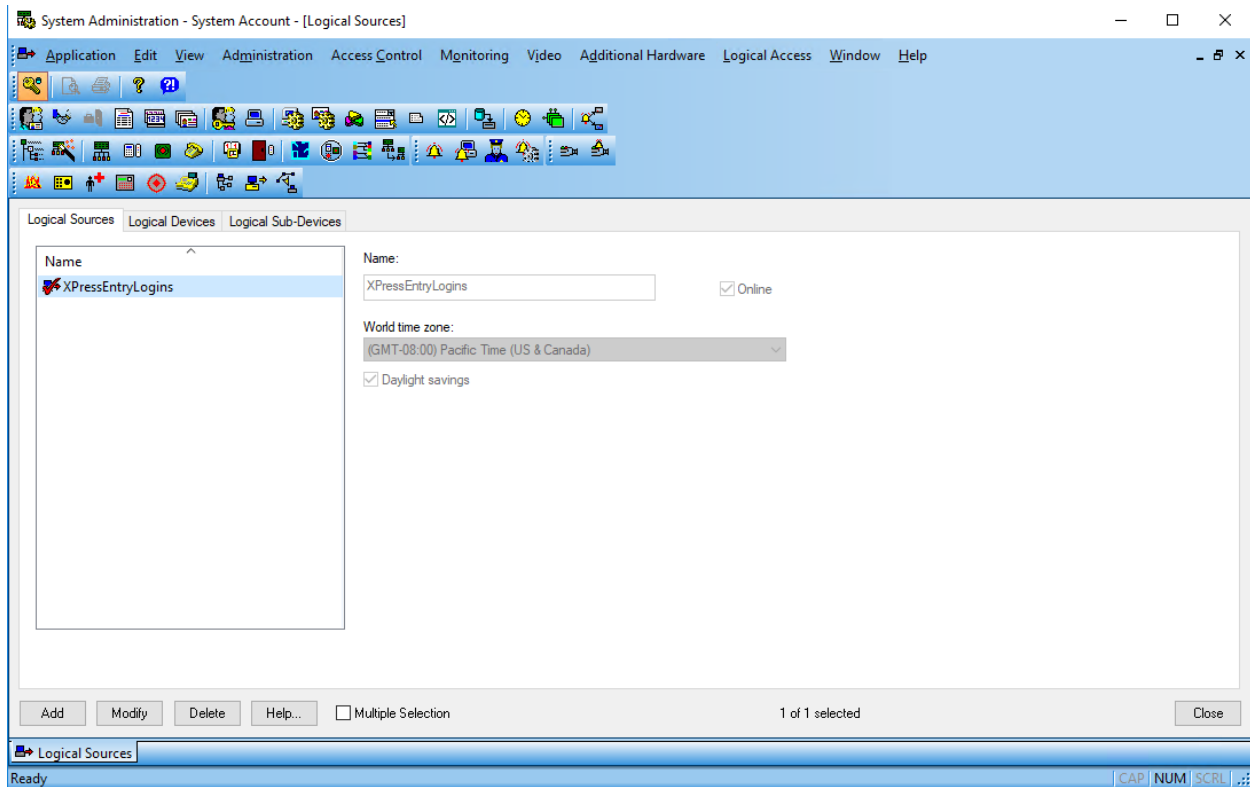 System Administration - System Account - [Logical Sources]
Application Edit View Administration Access Control Monitoring Video Additional Hardware Logical Access Window Help
Logical Sources Logical Devices Logical Sub-Devices
Name
XPressEntryLogins
Name:
XPressEntryLogins
Online
World time zone:
(GMT-08:00) Pacific Time (US & Canada)
Daylight savings
Add Modify Delete Help... Multiple Selection 1 of 1 selected Close
Logical Sources
Ready CAP NUM SCRL